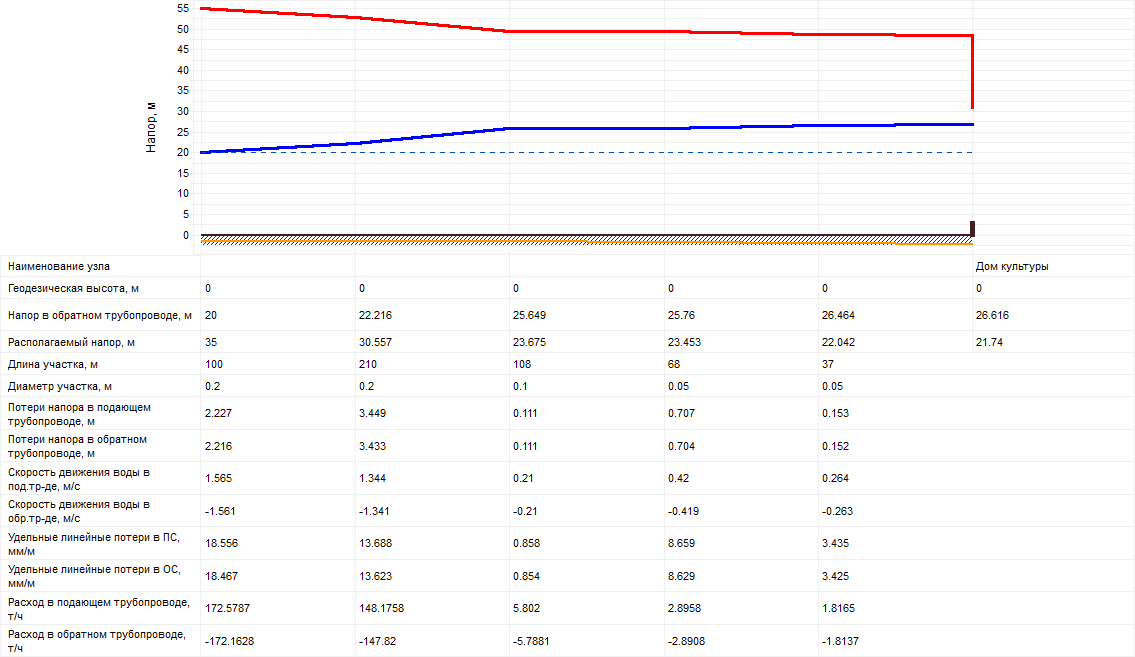 55
50
45
40
35
30
25
20
15
10
5
0
Напор, м
Наименование узла Дом культуры
Геодезическая высота, м 0 0 0 0 0 0
Напор в обратном трубопроводе, м 20 22.216 25.649 25.76 26.464 26.616
Располагаемый напор, м 35 30.557 23.675 23.453 22.042 21.74
Длина участка, м 100 210 108 68 37
Диаметр участка, м 0.2 0.2 0.1 0.05 0.05
Потери напора в подающем
трубопроводе, м 2.227 3.449 0.111 0.707 0.153
Потери напора в обратном
трубопроводе, м 2.216 3.433 0.111 0.704 0.152
Скорость движения воды в
под.тр-де, м/с 1.565 1.344 0.21 0.42 0.264
Скорость движения воды в
обр.тр-де, м/с -1.561 -1.341 -0.21 -0.419 -0.263
Удельные линейные потери в ПС,
мм/м 18.556 13.688 0.858 8.659 3.435
Удельные линейные потери в ОС,
мм/м 18.467 13.623 0.854 8.629 3.425
Расход в подающем трубопроводе,
т/ч 172.5787 148.1758 5.802 2.8958 1.8165
Расход в обратном трубопроводе,
т/ч -172.1628 -147.82 -5.7881 -2.8908 -1.8137